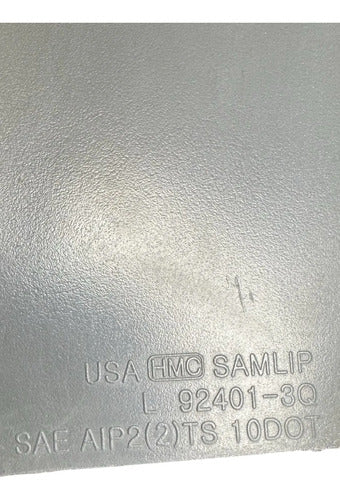 USA HMC SAMLIP
L 92401-3Q
SAE AIP2(2)TS 10DOT